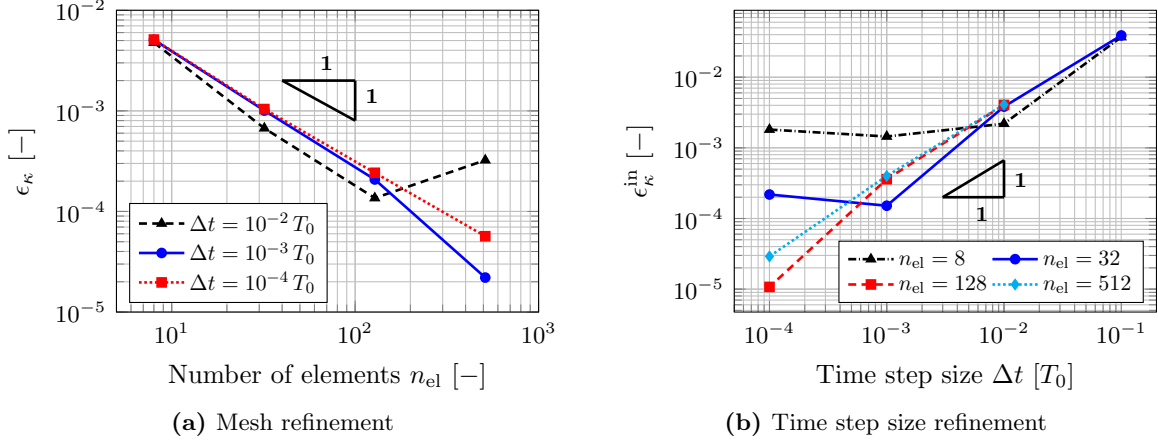 10^{-2}
10^{-3}
10^{-4}
10^{-5}
ϵ_κ [−]
1
1
Δt = 10^{-2} T_0
Δt = 10^{-3} T_0
Δt = 10^{-4} T_0
10^1
10^2
10^3
Number of elements n_el [−]
(a) Mesh refinement
10^{-2}
10^{-3}
10^{-4}
10^{-5}
ϵ_κ^in [−]
1
1
n_el = 8
n_el = 32
n_el = 128
n_el = 512
10^{-4}
10^{-3}
10^{-2}
10^{-1}
Time step size Δt [T_0]
(b) Time step size refinement